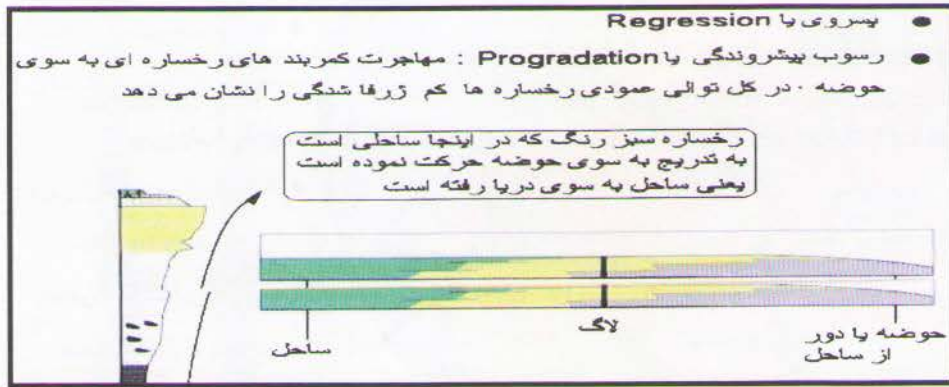 ● پسروی یا Regression
● رسوب پیشروندگی یا Progradation : مهاجرت کمربند های رخساره ای به سوی
حوضه . در کل توالی عمودی رخساره ها کم ژرفا شدگی را نشان می دهد
رخساره سبز رنگ که در اینجا ساحلی است
به تدریج به سوی حوضه حرکت نموده است
یعنی ساحل به سوی دریا رفته است
ساحل
لاگ
حوضه یا دور
از ساحل